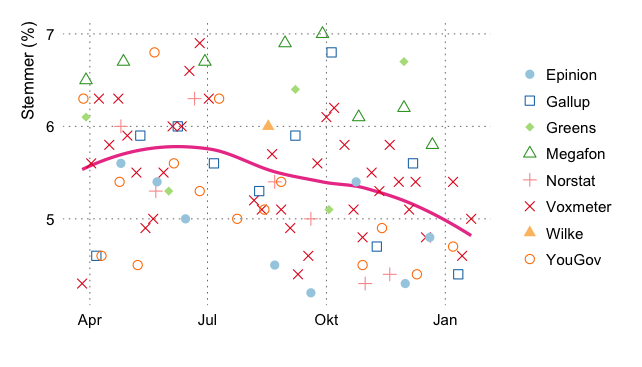 Stemmer (%)
7
6
5
Apr
Jul
Okt
Jan
Epinion
Gallup
Greens
Megafon
Norstat
Voxmeter
Wilke
YouGov